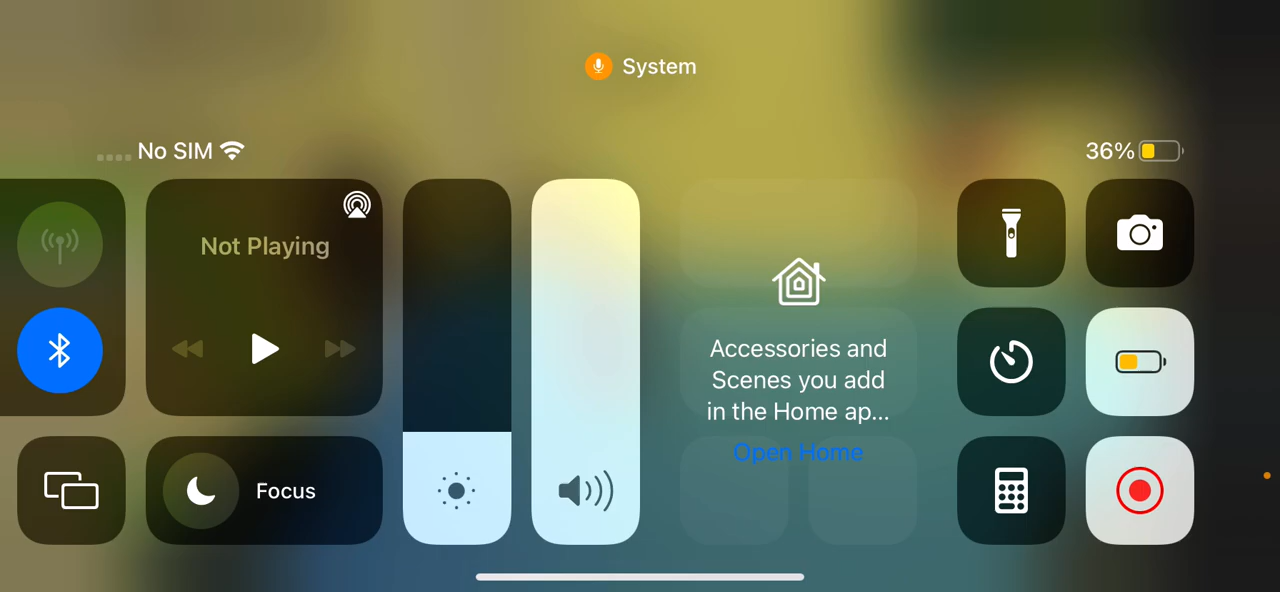 System
No SIM
36%
Not Playing
Accessories and
Scenes you add
in the Home ap...
Open Home
Focus